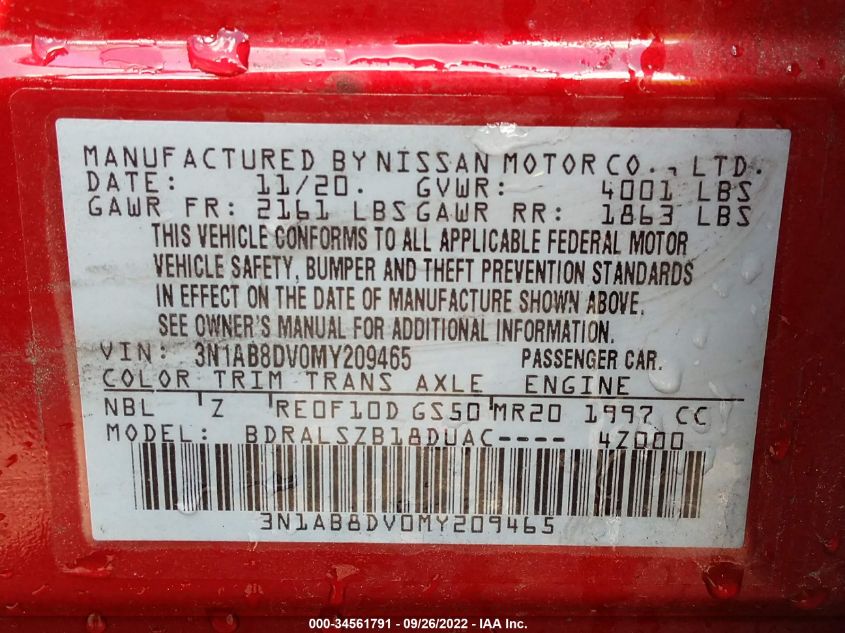 MANUFACTURED BY NISSAN MOTOR CO., LTD.
DATE: 11/20. GVWR: 4001 LBS
GAWR FR: 2161 LBS GAWR RR: 1863 LBS
THIS VEHICLE CONFORMS TO ALL APPLICABLE FEDERAL MOTOR
VEHICLE SAFETY, BUMPER AND THEFT PREVENTION STANDARDS
IN EFFECT ON THE DATE OF MANUFACTURE SHOWN ABOVE.
SEE OWNER'S MANUAL FOR ADDITIONAL INFORMATION.
VIN: 3N1AB8DV0MY209465 PASSENGER CAR.
COLOR TRIM TRANS AXLE ENGINE
NBL Z RE0F10D GS50 MR20 1997 CC
MODEL: BDRALSZB18DUAC---- 4Z000
3N1AB8DV0MY209465
000-34561791 - 09/26/2022 - IAA Inc.